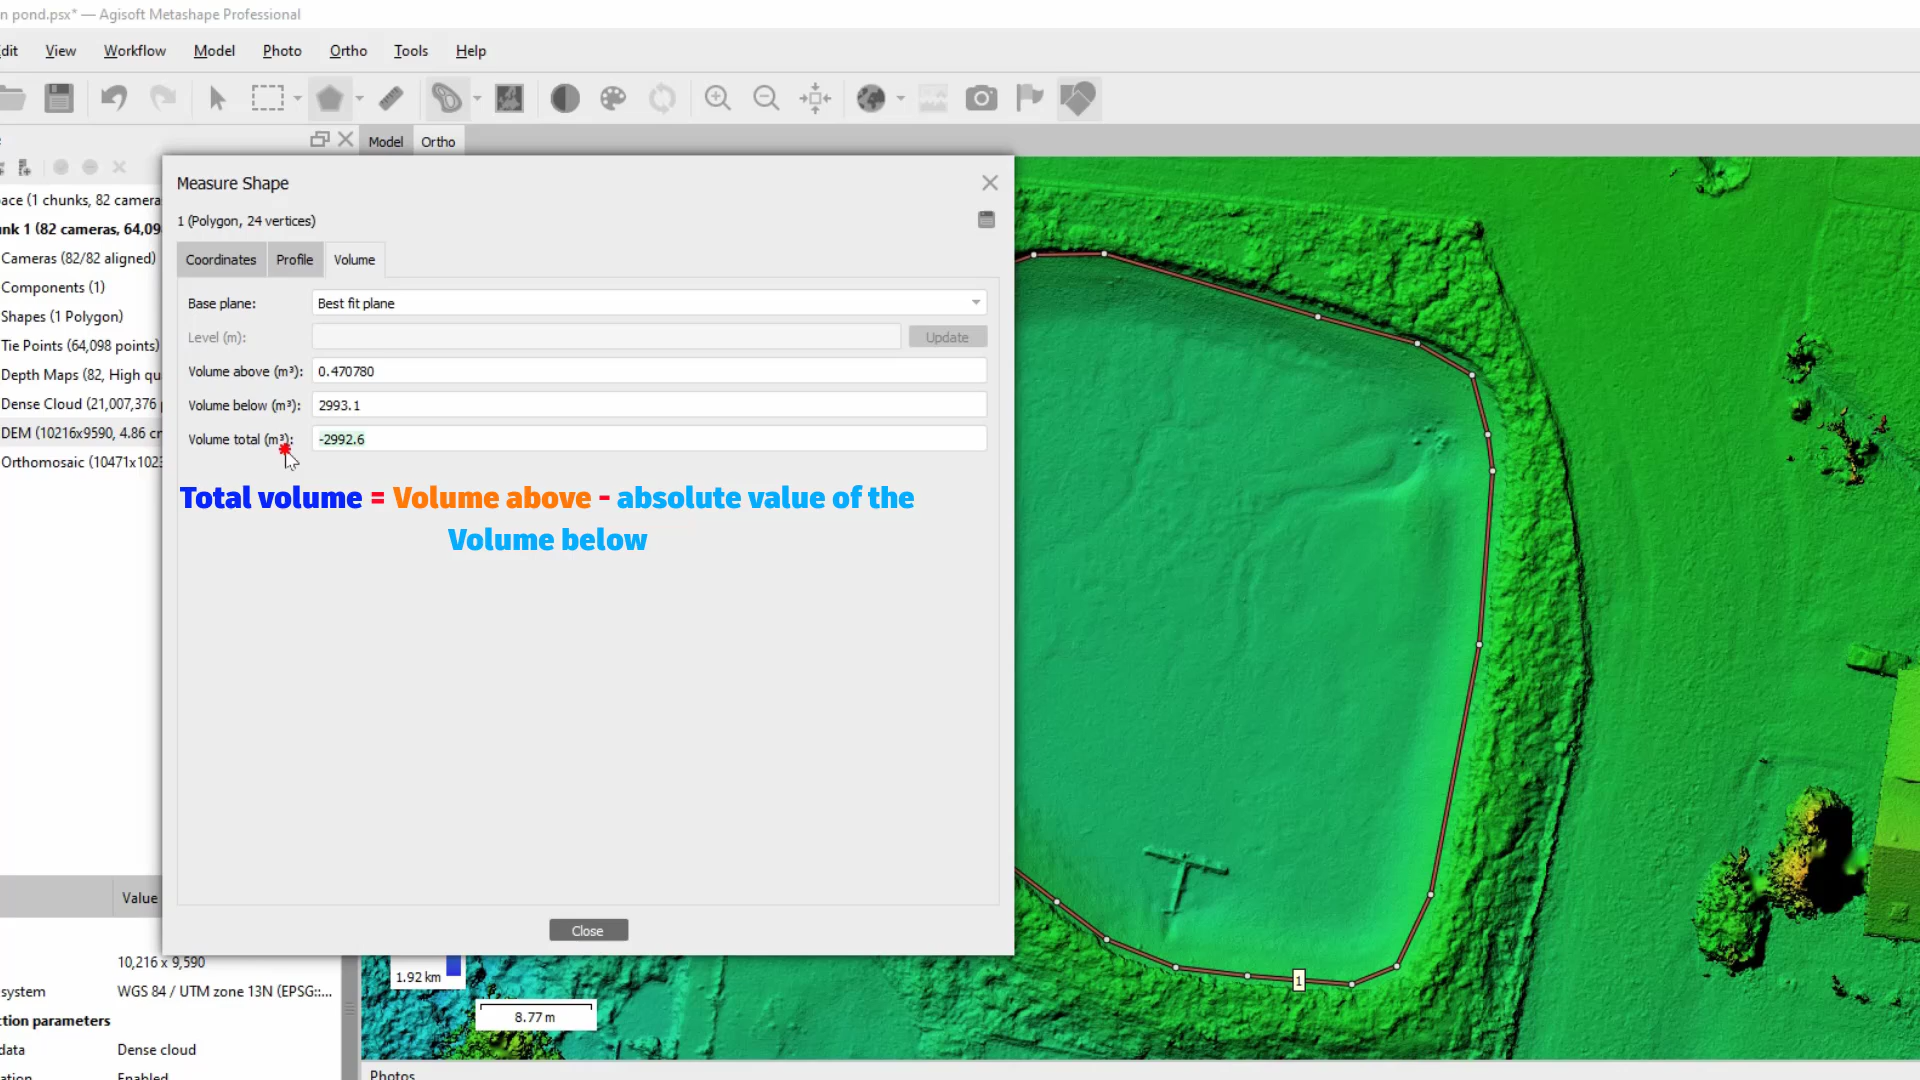 n pond.psx* — Agisoft Metashape Professional
dit View Workflow Model Photo Ortho Tools Help
Model Ortho
Measure Shape
1 (Polygon, 24 vertices)
Coordinates Profile Volume
Base plane: Best fit plane
Level (m): Update
Volume above (m³): 0.470780
Volume below (m³): 2993.1
Volume total (m³): -2992.6
Total volume = Volume above - absolute value of the
Volume below
Close
ace (1 chunks, 82 camera
nk 1 (82 cameras, 64,09
Cameras (82/82 aligned)
Components (1)
Shapes (1 Polygon)
Tie Points (64,098 points)
Depth Maps (82, High qu
Dense Cloud (21,007,376
DEM (10216x9590, 4.86 cr
Orthomosaic (10471x102
Value
10,216 x 9,590
system WGS 84 / UTM zone 13N (EPSG::...
ction parameters
data Dense cloud
ation Enabled
1.92 km
8.77 m
1
Photos